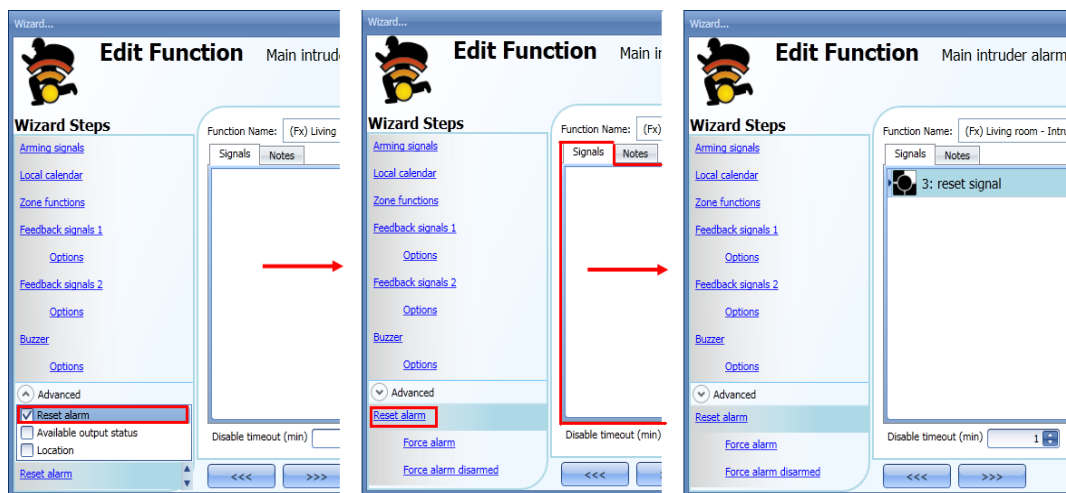 Wizard...
Edit Function Main intrude
Wizard Steps
Arming signals
Local calendar
Zone functions
Feedback signals 1
Options
Feedback signals 2
Options
Buzzer
Options
Advanced
Reset alarm
Available output status
Location
Reset alarm
Function Name: (Fx) Living
Signals Notes
Disable timeout (min)
<<< >>>
Wizard...
Edit Function Main in
Wizard Steps
Arming signals
Local calendar
Zone functions
Feedback signals 1
Options
Feedback signals 2
Options
Buzzer
Options
Advanced
Reset alarm
Force alarm
Force alarm disarmed
Function Name: (Fx)
Signals Notes
Disable timeout (min)
<<<
Wizard...
Edit Function Main intruder alarm
Wizard Steps
Arming signals
Local calendar
Zone functions
Feedback signals 1
Options
Feedback signals 2
Options
Buzzer
Options
Advanced
Reset alarm
Force alarm
Force alarm disarmed
Function Name: (Fx) Living room - Intru
Signals Notes
3: reset signal
Disable timeout (min) 1
<<< >>>